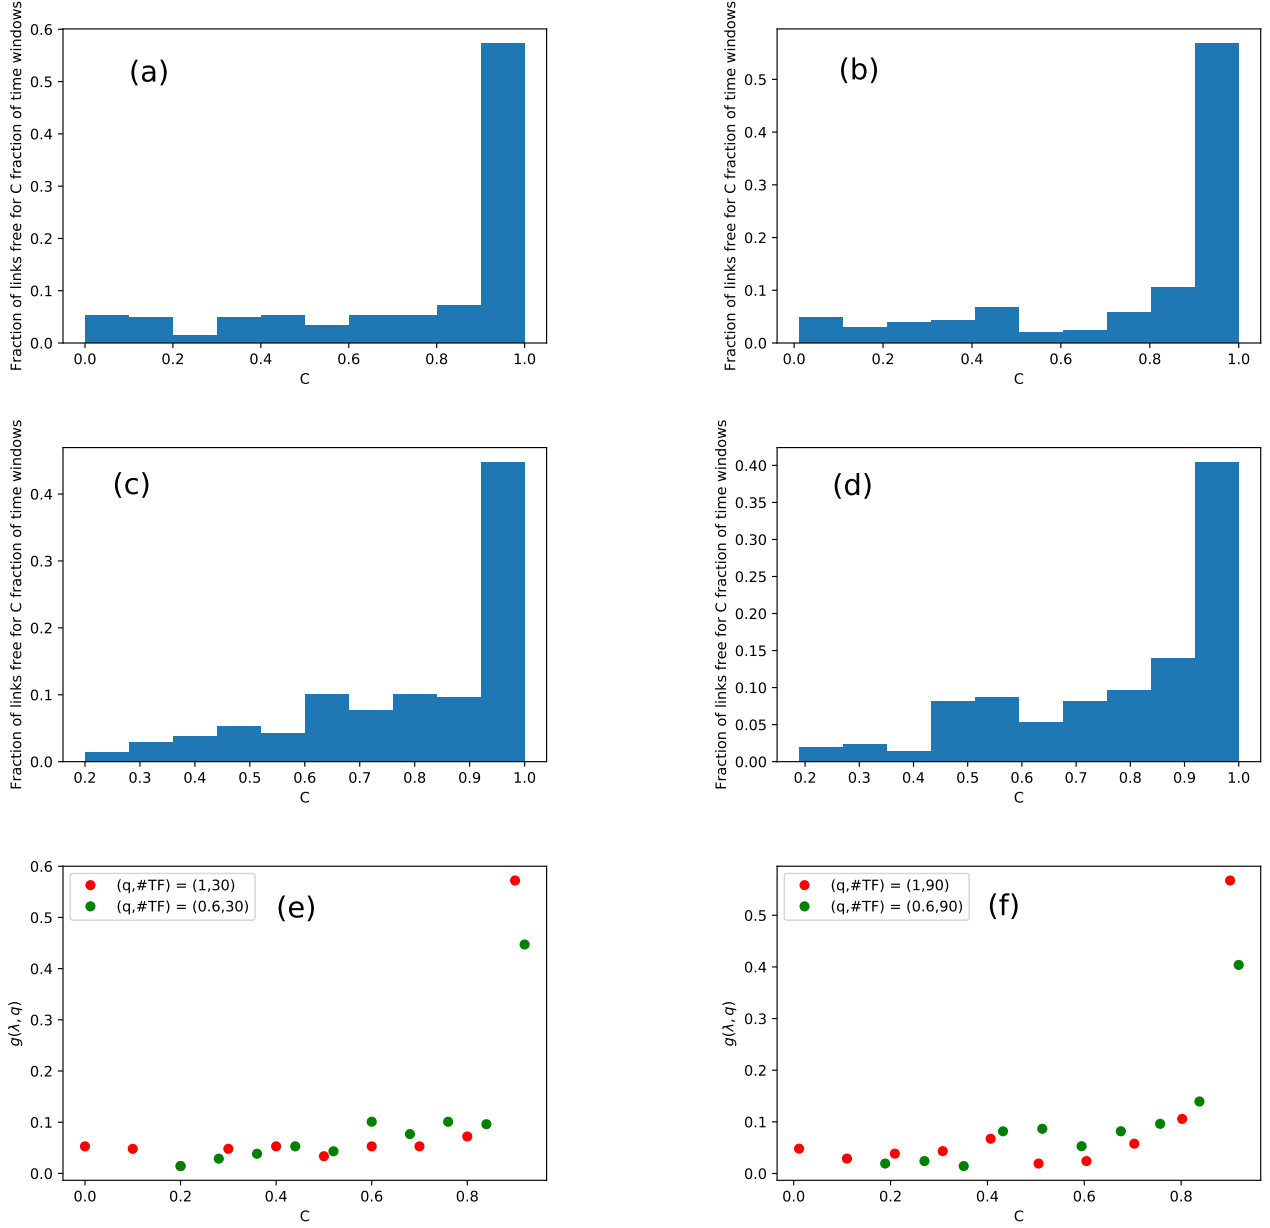 Fraction of links free for C fraction of time windows
(a)
0.6
0.5
0.4
0.3
0.2
0.1
0.0
0.0 0.2 0.4 0.6 0.8 1.0
C
Fraction of links free for C fraction of time windows
(b)
0.5
0.4
0.3
0.2
0.1
0.0
0.0 0.2 0.4 0.6 0.8 1.0
C
Fraction of links free for C fraction of time windows
(c)
0.4
0.3
0.2
0.1
0.0
0.2 0.3 0.4 0.5 0.6 0.7 0.8 0.9 1.0
C
Fraction of links free for C fraction of time windows
(d)
0.40
0.35
0.30
0.25
0.20
0.15
0.10
0.05
0.00
0.2 0.3 0.4 0.5 0.6 0.7 0.8 0.9 1.0
C
g(λ, q)
(q,#TF) = (1,30)
(q,#TF) = (0.6,30)
(e)
0.6
0.5
0.4
0.3
0.2
0.1
0.0
0.0 0.2 0.4 0.6 0.8
C
g(λ, q)
(q,#TF) = (1,90)
(q,#TF) = (0.6,90)
(f)
0.5
0.4
0.3
0.2
0.1
0.0
0.0 0.2 0.4 0.6 0.8
C